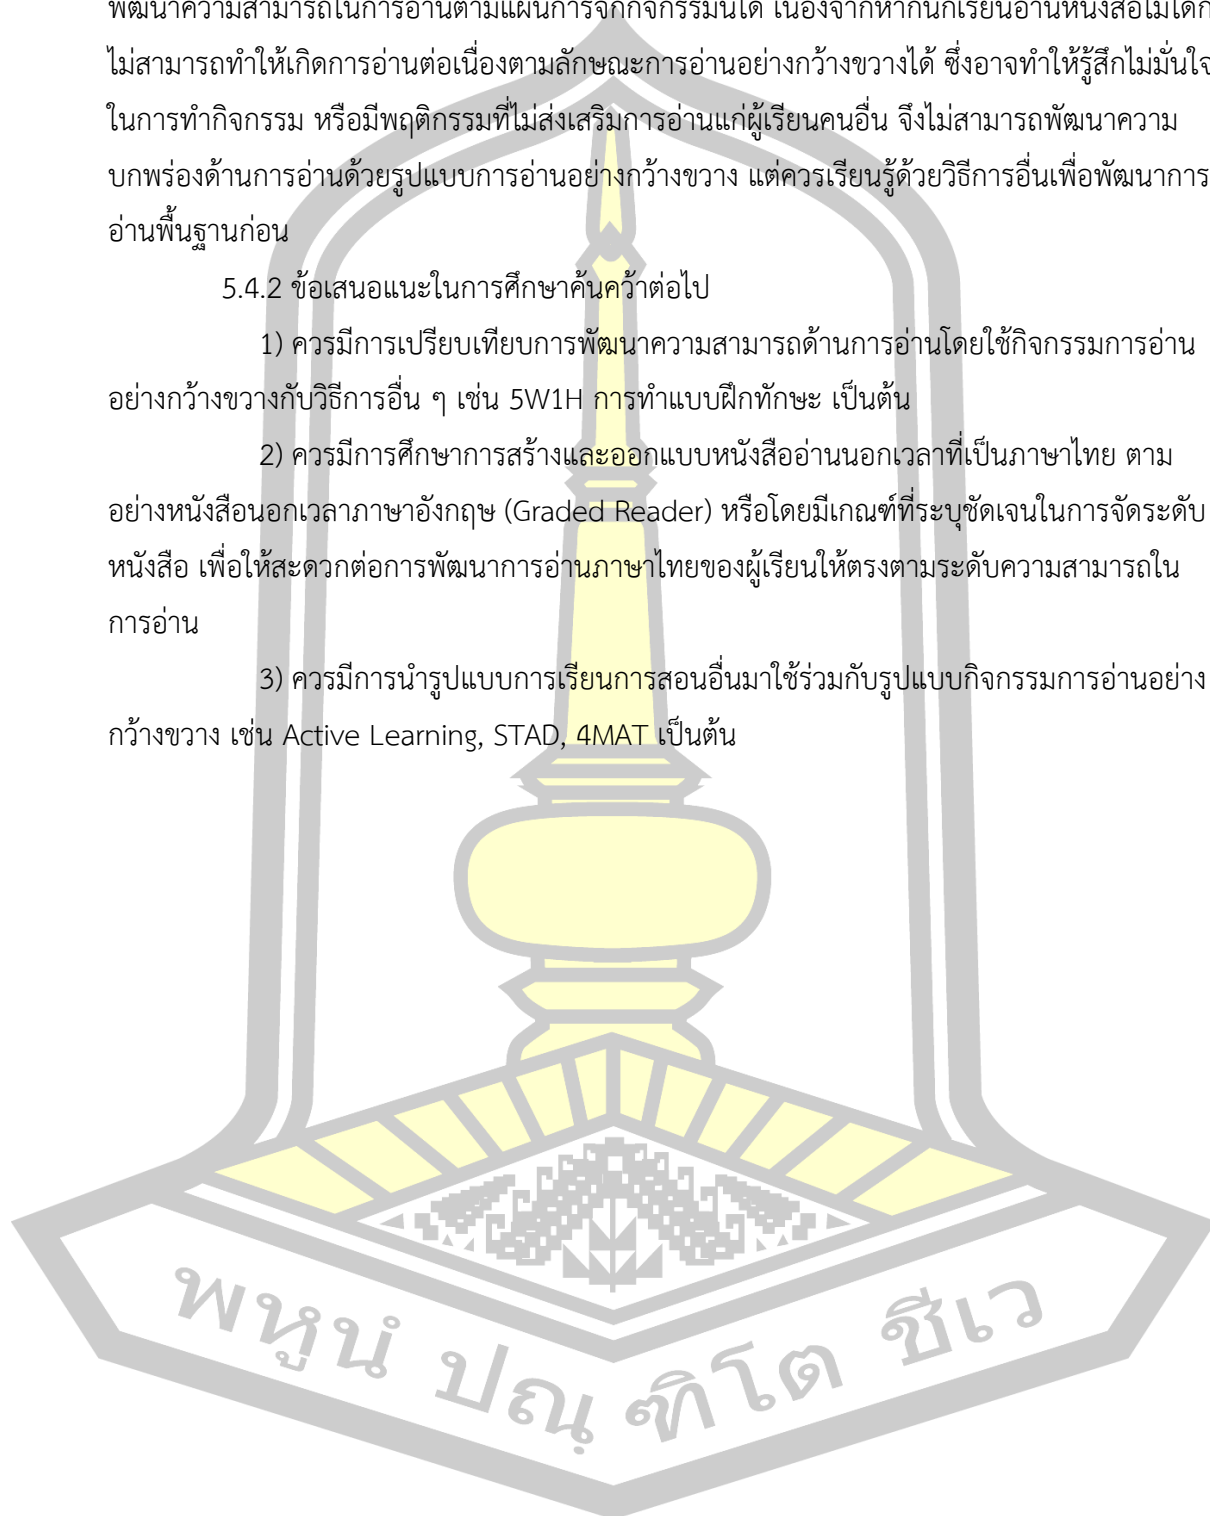 พัฒนาความสามารถในการอ่านตามแผนการจัดกิจกรรมนี้ได้ เนื่องจากหากนักเรียนอ่านหนังสือไม่ได้ก็
ไม่สามารถทำให้เกิดการอ่านต่อเนื่องตามลักษณะการอ่านอย่างกว้างขวางได้ ซึ่งอาจทำให้รู้สึกไม่มั่นใจ
ในการทำกิจกรรม หรือมีพฤติกรรมที่ไม่ส่งเสริมการอ่านแก่ผู้เรียนคนอื่น จึงไม่สามารถพัฒนาความ
บกพร่องด้านการอ่านด้วยรูปแบบการอ่านอย่างกว้างขวาง แต่ควรเรียนรู้ด้วยวิธีการอื่นเพื่อพัฒนาการ
อ่านพื้นฐานก่อน
5.4.2 ข้อเสนอแนะในการศึกษาค้นคว้าต่อไป
1) ควรมีการเปรียบเทียบการพัฒนาความสามารถด้านการอ่านโดยใช้กิจกรรมการอ่าน
อย่างกว้างขวางกับวิธีการอื่น ๆ เช่น 5W1H การทำแบบฝึกทักษะ เป็นต้น
2) ควรมีการศึกษาการสร้างและออกแบบหนังสืออ่านนอกเวลาที่เป็นภาษาไทย ตาม
อย่างหนังสือนอกเวลาภาษาอังกฤษ (Graded Reader) หรือโดยมีเกณฑ์ที่ระบุชัดเจนในการจัดระดับ
หนังสือ เพื่อให้สะดวกต่อการพัฒนาการอ่านภาษาไทยของผู้เรียนให้ตรงตามระดับความสามารถใน
การอ่าน
3) ควรมีการนำรูปแบบการเรียนการสอนอื่นมาใช้ร่วมกับรูปแบบกิจกรรมการอ่านอย่าง
กว้างขวาง เช่น Active Learning, STAD, 4MAT เป็นต้น
พหูนํ ปณฺฑิโต ชีเว